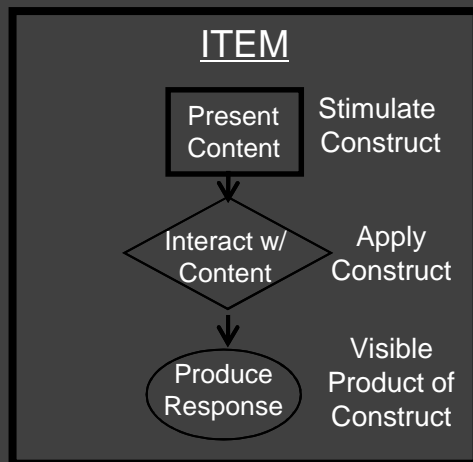 ITEM
Present
Content
Stimulate
Construct
Interact w/
Content
Apply
Construct
Produce
Response
Visible
Product of
Construct